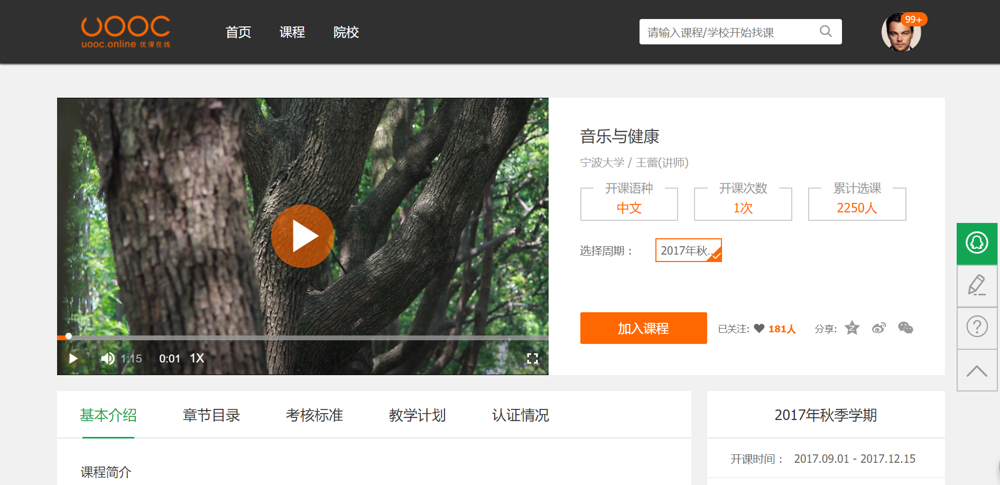 UOOC
uooc.online 优课在线
首页 课程 院校
请输入课程/学校开始找课
99+
音乐与健康
宁波大学 / 王蕾(讲师)
开课语种 开课次数 累计选课
中文 1次 2250人
选择周期： 2017年秋..
加入课程 已关注: 181人 分享:
1:15 0:01 1X
基本介绍 章节目录 考核标准 教学计划 认证情况
2017年秋季学期
开课时间： 2017.09.01 - 2017.12.15
课程简介